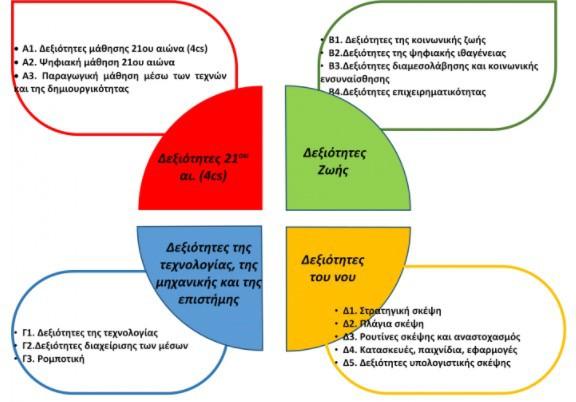 • Α1. Δεξιότητες μάθησης 21ου αιώνα (4cs)
• Α2. Ψηφιακή μάθηση 21ου αιώνα
• Α3. Παραγωγική μάθηση μέσω των τεχνών
και της δημιουργικότητας
• Β1. Δεξιότητες της κοινωνικής ζωής
• Β2.Δεξιότητες της ψηφιακής ιθαγένειας
• Β3.Δεξιότητες διαμεσολάβησης και κοινωνικής
ενσυναίσθησης
• Β4.Δεξιότητες επιχειρηματικότητας
Δεξιότητες 21ου
αι. (4cs)
Δεξιότητες
Ζωής
Δεξιότητες της
τεχνολογίας, της
μηχανικής και της
επιστήμης
Δεξιότητες
του νου
• Γ1. Δεξιότητες της τεχνολογίας
• Γ2.Δεξιότητες διαχείρισης των μέσων
• Γ3. Ρομποτική
• Δ1. Στρατηγική σκέψη
• Δ2. Πλάγια σκέψη
• Δ3. Ρουτίνες σκέψης και αναστοχασμός
• Δ4. Κατασκευές, παιχνίδια, εφαρμογές
• Δ5. Δεξιότητες υπολογιστικής σκέψης